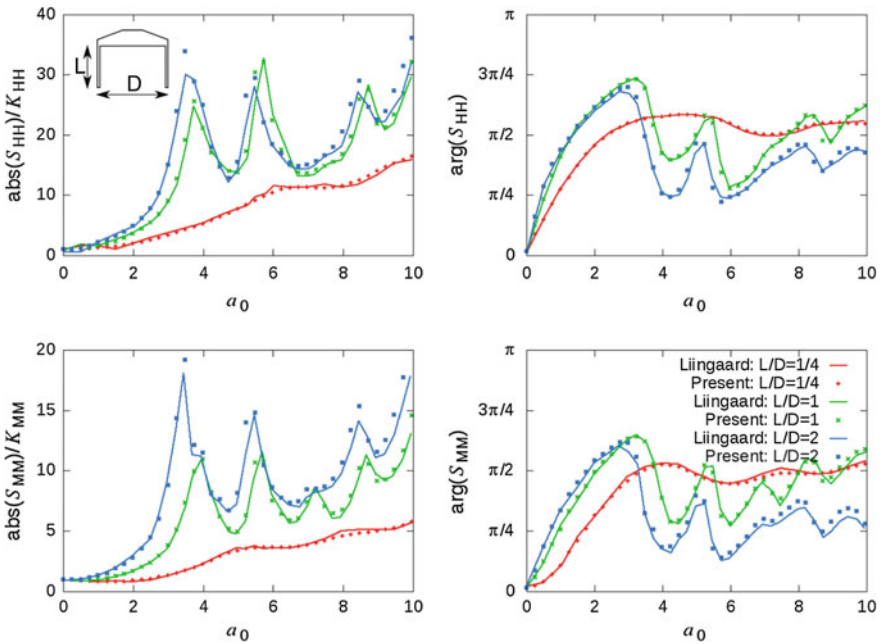 abs(S_HH)/K_HH
40
30
20
10
0
L
D
0 2 4 6 8 10
a_0
arg(S_HH)
π
3π/4
π/2
π/4
0
0 2 4 6 8 10
a_0
abs(S_MM)/K_MM
20
15
10
5
0
0 2 4 6 8 10
a_0
arg(S_MM)
π
3π/4
π/2
π/4
0
Liingaard: L/D=1/4
Present: L/D=1/4
Liingaard: L/D=1
Present: L/D=1
Liingaard: L/D=2
Present: L/D=2
0 2 4 6 8 10
a_0